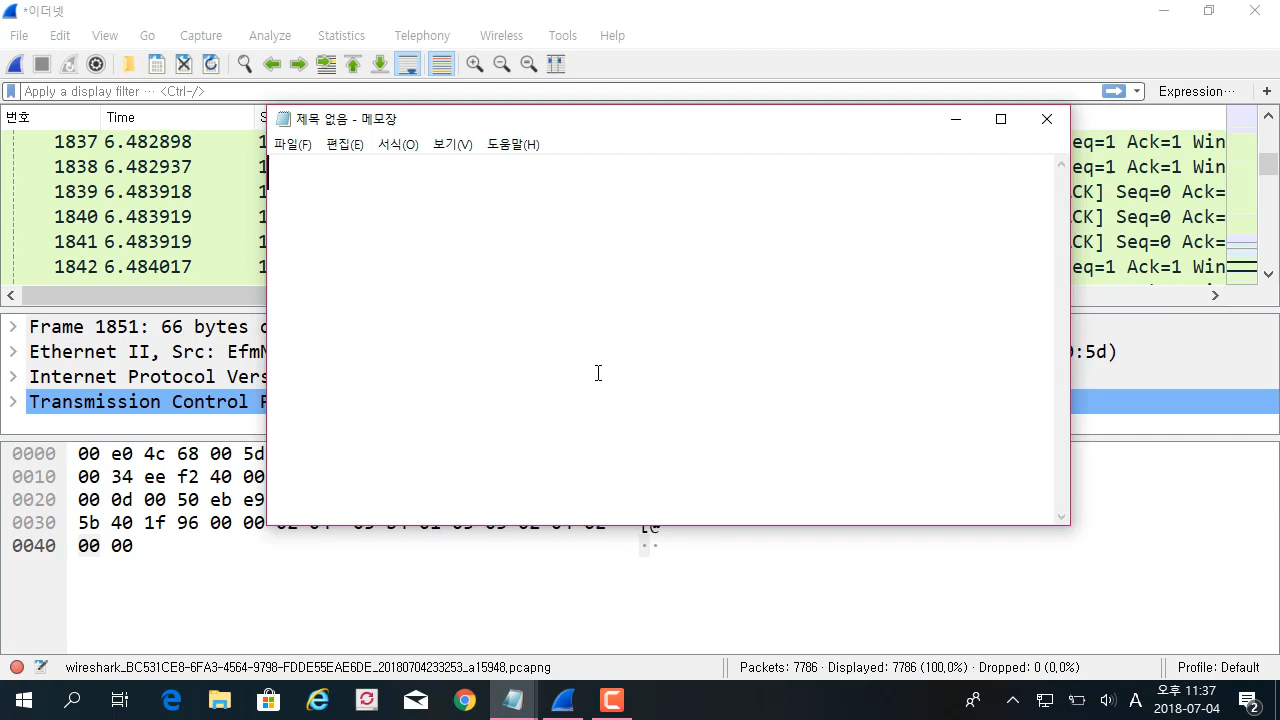 *이더넷
File Edit View Go Capture Analyze Statistics Telephony Wireless Tools Help
Apply a display filter ··· <Ctrl-/> Expression···
번호 Time
1837 6.482898 eq=1 Ack=1 Win
1838 6.482937 eq=1 Ack=1 Win
1839 6.483918 CK] Seq=0 Ack=
1840 6.483919 CK] Seq=0 Ack=
1841 6.483919 CK] Seq=0 Ack=
1842 6.484017 eq=1 Ack=1 Win
제목 없음 - 메모장
파일(F) 편집(E) 서식(O) 보기(V) 도움말(H)
Frame 1851: 66 bytes
Ethernet II, Src: Efm :5d)
Internet Protocol Vers
Transmission Control
0000 00 e0 4c 68 00 5d
0010 00 34 ee f2 40 00
0020 00 0d 00 50 eb e9
0030 5b 40 1f 96 00 00
0040 00 00 ··
wireshark_BC531CE8-6FA3-4564-9798-FDDE55EAE6DE_20180704233253_a15948.pcapng Packets: 7786 · Displayed: 7786 (100,0%) · Dropped: 0 (0,0%) Profile: Default
A 오후 11:37
2018-07-04
2